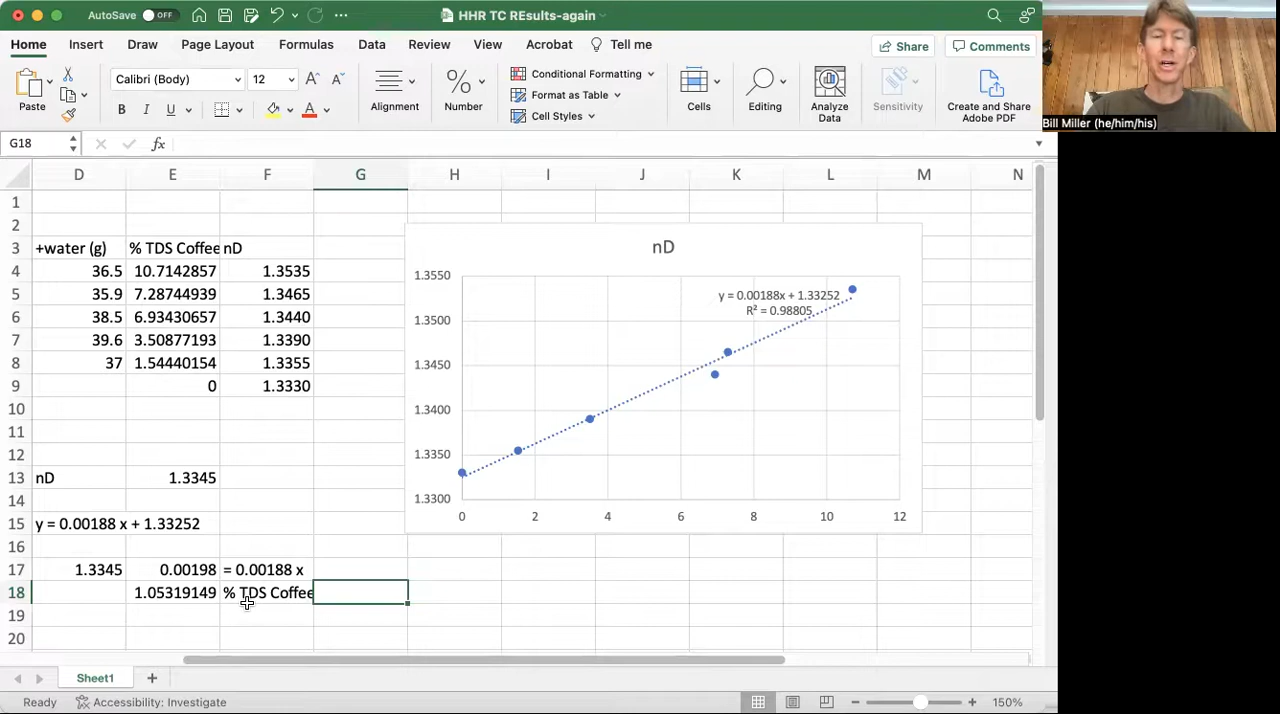 AutoSave OFF HHR TC REsults-again
Home Insert Draw Page Layout Formulas Data Review View Acrobat Tell me Share Comments
Paste Calibri (Body) 12 A A Alignment Number Conditional Formatting Cells Editing Analyze Data Sensitivity Create and Share Adobe PDF
B I U A Format as Table
Cell Styles
Bill Miller (he/him/his)
G18 fx
D E F G H I J K L M N
1
2
3 +water (g) % TDS Coffee nD
4 36.5 10.7142857 1.3535
5 35.9 7.28744939 1.3465
6 38.5 6.93430657 1.3440
7 39.6 3.50877193 1.3390
8 37 1.54440154 1.3355
9 0 1.3330
10
11
12
13 nD 1.3345
14
15 y = 0.00188 x + 1.33252
16
17 1.3345 0.00198 = 0.00188 x
18 1.05319149 % TDS Coffee
19
20
nD
1.3550
1.3500
1.3450
1.3400
1.3350
1.3300
y = 0.00188x + 1.33252
R² = 0.98805
0 2 4 6 8 10 12
Sheet1 +
Ready Accessibility: Investigate 150%